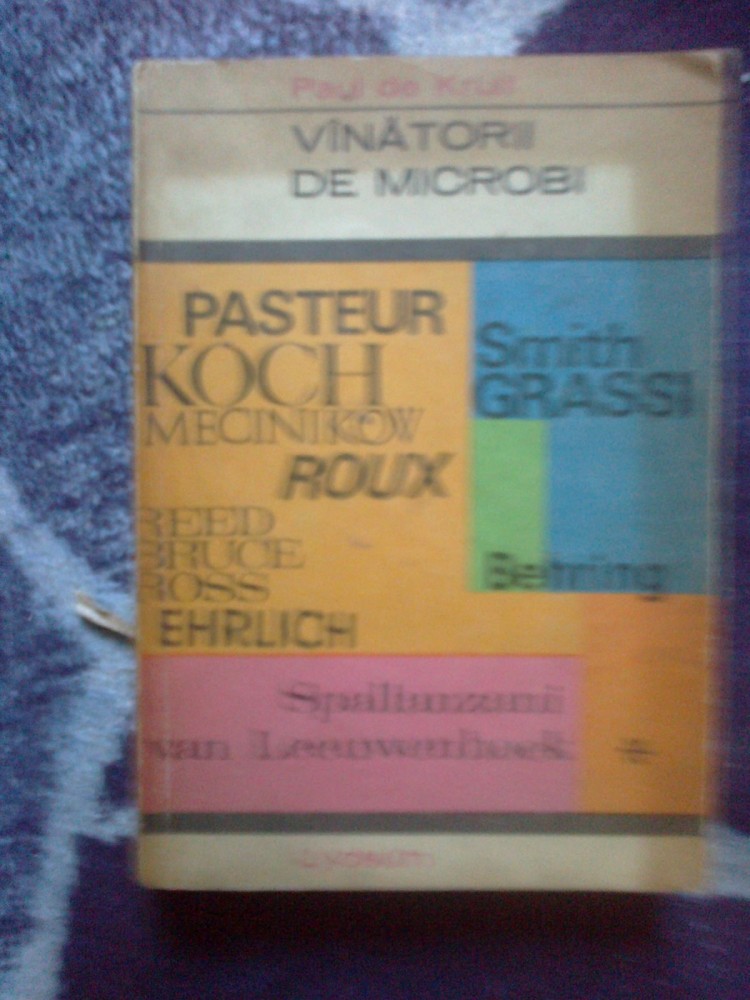 Paul de Kruif
VÎNĂTORII
DE MICROBI
PASTEUR
KOCH
MECINIKOV
ROUX
REED
BRUCE
ROSS
EHRLICH
Smith
GRASSI
Behring
Spallanzani
van Leeuwenhoek